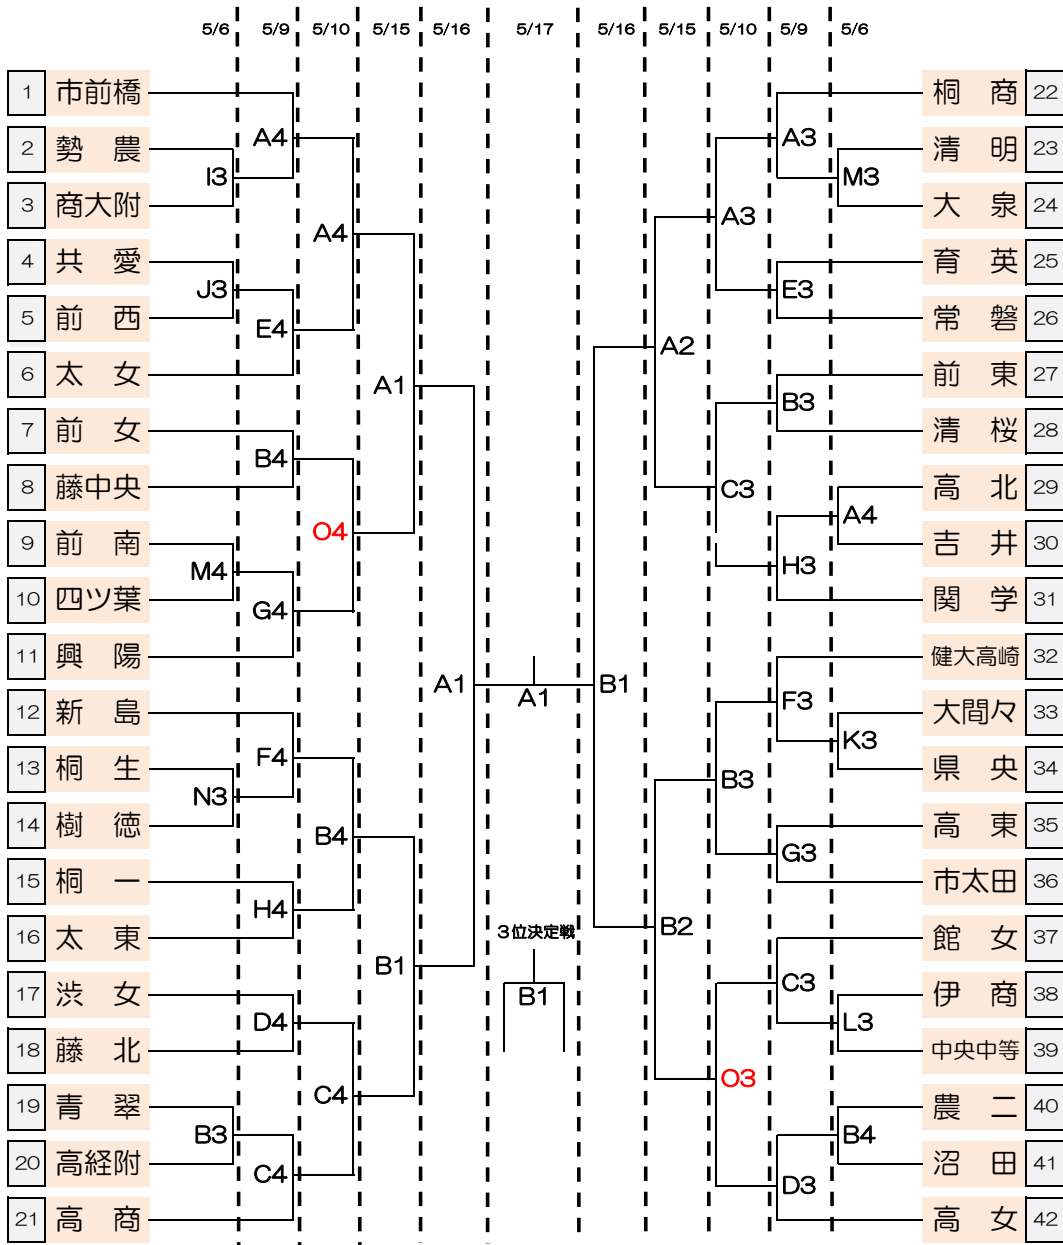 5/6 5/9 5/10 5/15 5/16 5/17 5/16 5/15 5/10 5/9 5/6
1 市前橋 桐 商 22
A4 A3
2 勢 農 清 明 23
I3 M3
3 商大附 大 泉 24
A3
A4
4 共 愛 育 英 25
J3 E3
5 前 西 常 磐 26
E4
A2
6 太 女 前 東 27
A1
B3
7 前 女 清 桜 28
B4
8 藤中央 高 北 29
C3
A4
O4
9 前 南 吉 井 30
H3
M4
10 四ツ葉 関 学 31
G4
11 興 陽 健大高崎 32
A1 B1
A1
F3
12 新 島 大間々 33
K3
F4
13 桐 生 県 央 34
B3
N3
14 樹 徳 高 東 35
B4
G3
15 桐 一 市太田 36
H4
B2
3位決定戦
16 太 東 館 女 37
B1
C3
17 渋 女 伊 商 38
B1
D4 L3
18 藤 北 中央中等 39
O3
C4
19 青 翠 農 二 40
B3 B4
20 高経附 沼 田 41
C4
D3
21 高 商 高 女 42